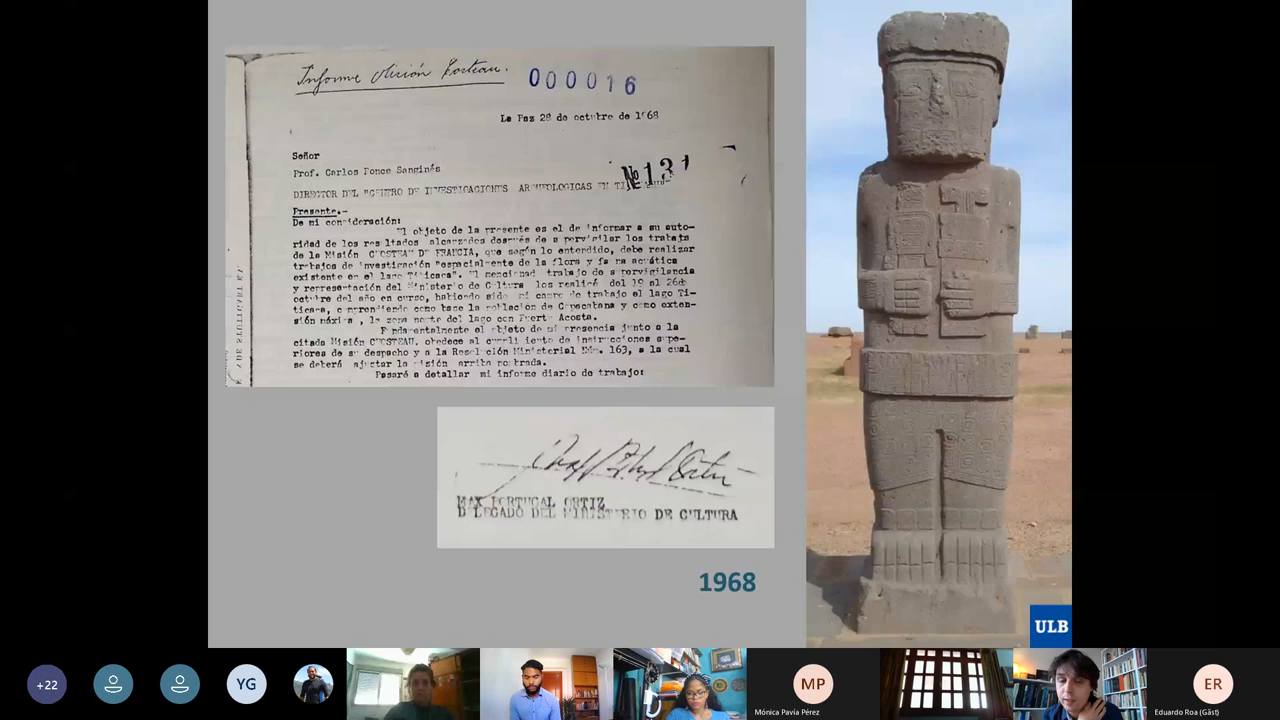 Informe Misión Costeau.
000016
La Paz 28 de octubre de 1968
Señor
Prof. Carlos Ponce Sanginés
Nº 131
DIRECTOR DEL "CENTRO DE INVESTIGACIONES ARQUEOLOGICAS EN
Presente.-
De mi consideración:
El objeto de la presente es el de informar a su auto-
ridad de los resultados alcanzados después de supervigilar los trabajos
de la Misión COSTEAU DE FRANCIA, que según lo entendido, debe realizar
trabajos de investigación "especialmente de la flora y fauna acuática
existente en el lago Titicaca". El mencionado trabajo de supervigilancia
y representación del Ministerio de Cultura los realicé del 19 al 26 de
octubre del año en curso, habiendo sido mi campo de trabajo el lago Ti-
ticaca, comprendiendo como base la población de Copacabana y como exten-
sión máxima, la zona norte del lago con Puerto Acosta.
Fundamentalmente el objeto de mi presencia junto a la
citada Misión COUSTEAU, obedece al cumplimiento de instrucciones supe-
riores de su despacho y a la Resolución Ministerial Núm. 163, a la cual
se deberá ajustar la misión arriba nombrada.
Pasaré a detallar mi informe diario de trabajo:
MAX PORTUGAL ORTIZ
DELEGADO DEL MINISTERIO DE CULTURA
1968
ULB
+22
YG
MP
Mónica Pavía Pérez
ER
Eduardo Roa (Gäst)